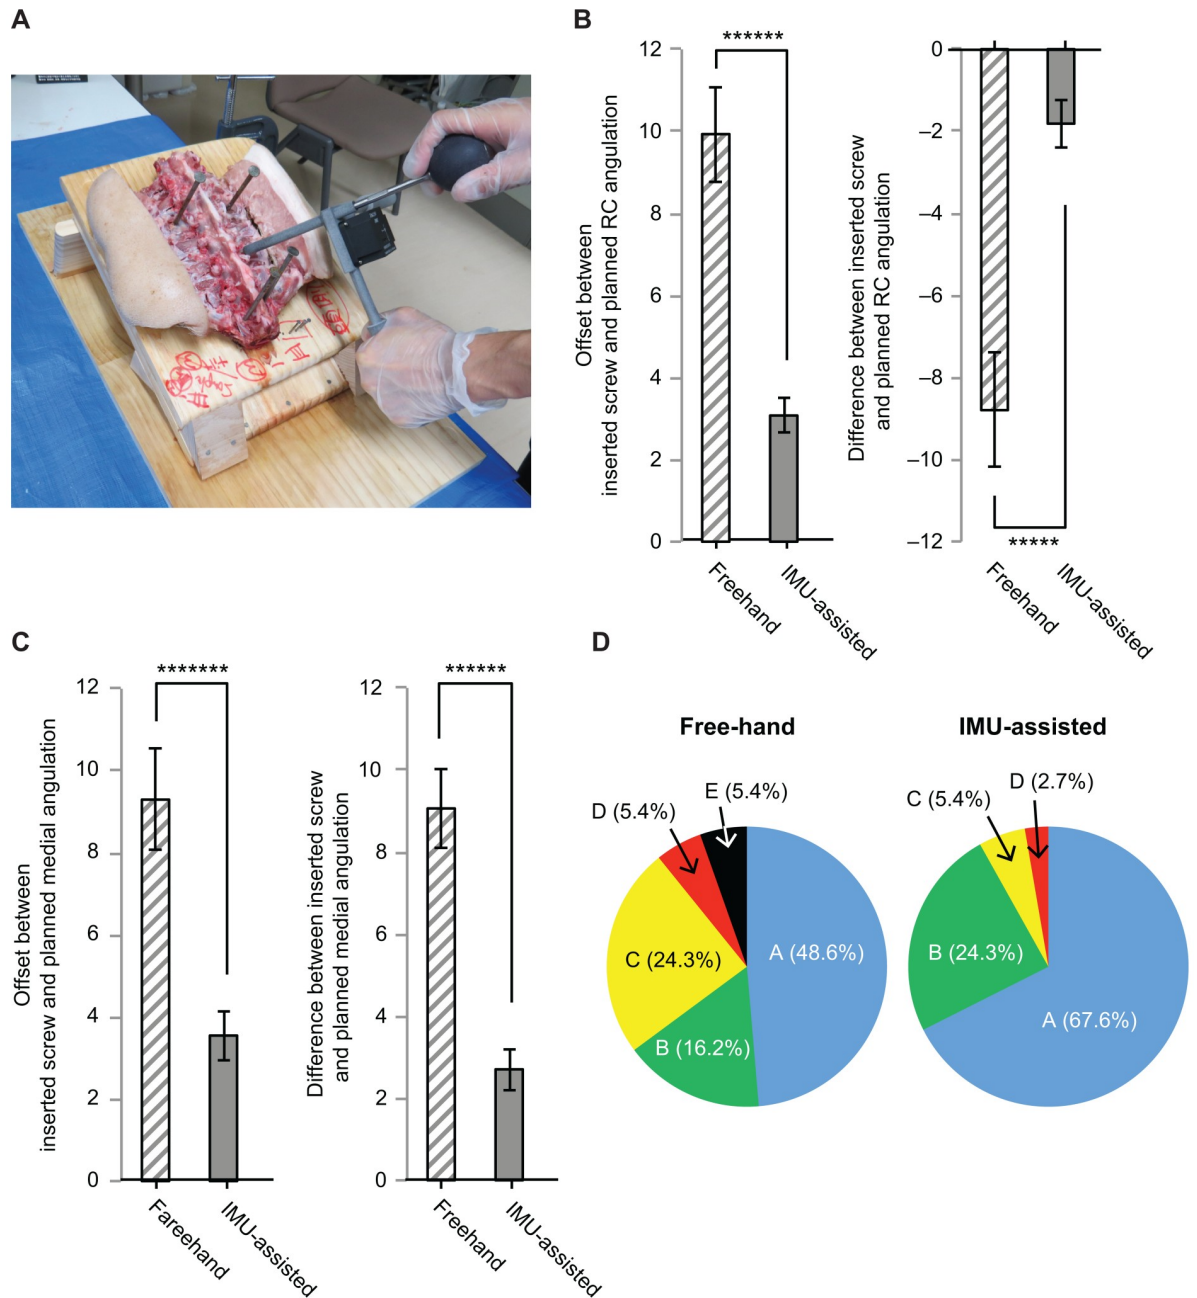 A
B
******
12
10
8
6
4
2
0
Offset between
inserted screw and planned RC angulation
Freehand
IMU-assisted
0
–2
–4
–6
–8
–10
–12
Difference between inserted screw
and planned RC angulation
*****
Freehand
IMU-assisted
C
*******
12
10
8
6
4
2
0
Offset between
inserted screw and planned medial angulation
Fareehand
IMU-assisted
******
12
10
8
6
4
2
0
Difference between inserted screw
and planned medial angulation
Freehand
IMU-assisted
D
Free-hand
E (5.4%)
D (5.4%)
C (24.3%)
A (48.6%)
B (16.2%)
IMU-assisted
D (2.7%)
C (5.4%)
B (24.3%)
A (67.6%)